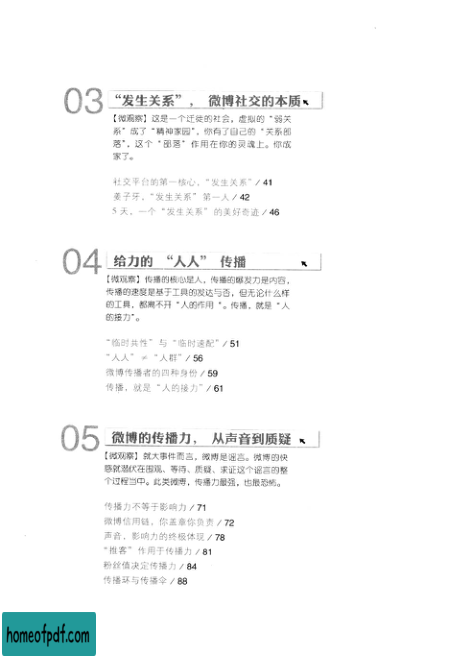 03 “发生关系”，微博社交的本质
【微观察】这是一个迁徙的社会，虚拟的“弱关
系”成了“精神家园”，你有了自己的“关系部
落”，这个“部落”作用在你的灵魂上。你成
家了。
社交平台的第一核心，“发生关系” / 41
姜子牙，“发生关系”第一人 / 42
5 天，一个“发生关系”的美好奇迹 / 46
04 给力的“人人”传播
【微观察】传播的核心是人，传播的爆发力是内容，
传播的速度是基于工具的发达与否，但无论什么样
的工具，都离不开“人的作用“。传播，就是“人
的接力”。
“临时共性”与“临时速配” / 51
“人人”≠“人群” / 56
微博传播者的四种身份 / 59
传播，就是“人的接力” / 61
05 微博的传播力，从声音到质疑
【微观察】就大事件而言，微博是谣言。微博的快
感就潜伏在围观、等待、质疑、求证这个谣言的整
个过程当中。此类微博，传播力最强，也最恐怖。
传播力不等于影响力 / 71
微博信用链，你盖章你负责 / 72
声音，影响力的终极体现 / 78
“推客”作用于传播力 / 81
粉丝值决定传播力 / 84
传播环与传播伞 / 88
homeofpdf.com